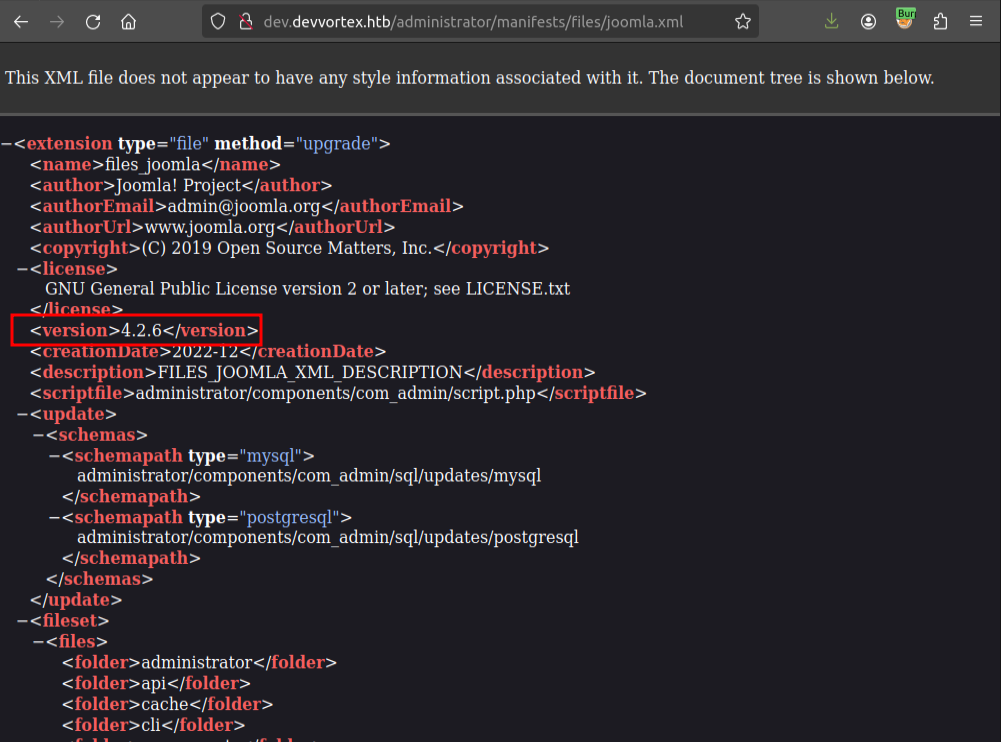 dev.devvortex.htb/administrator/manifests/files/joomla.xml
Burp
This XML file does not appear to have any style information associated with it. The document tree is shown below.
−<extension type="file" method="upgrade">
<name>files_joomla</name>
<author>Joomla! Project</author>
<authorEmail>admin@joomla.org</authorEmail>
<authorUrl>www.joomla.org</authorUrl>
<copyright>(C) 2019 Open Source Matters, Inc.</copyright>
−<license>
GNU General Public License version 2 or later; see LICENSE.txt
</license>
<version>4.2.6</version>
<creationDate>2022-12</creationDate>
<description>FILES_JOOMLA_XML_DESCRIPTION</description>
<scriptfile>administrator/components/com_admin/script.php</scriptfile>
−<update>
−<schemas>
−<schemapath type="mysql">
administrator/components/com_admin/sql/updates/mysql
</schemapath>
−<schemapath type="postgresql">
administrator/components/com_admin/sql/updates/postgresql
</schemapath>
</schemas>
</update>
−<fileset>
−<files>
<folder>administrator</folder>
<folder>api</folder>
<folder>cache</folder>
<folder>cli</folder>